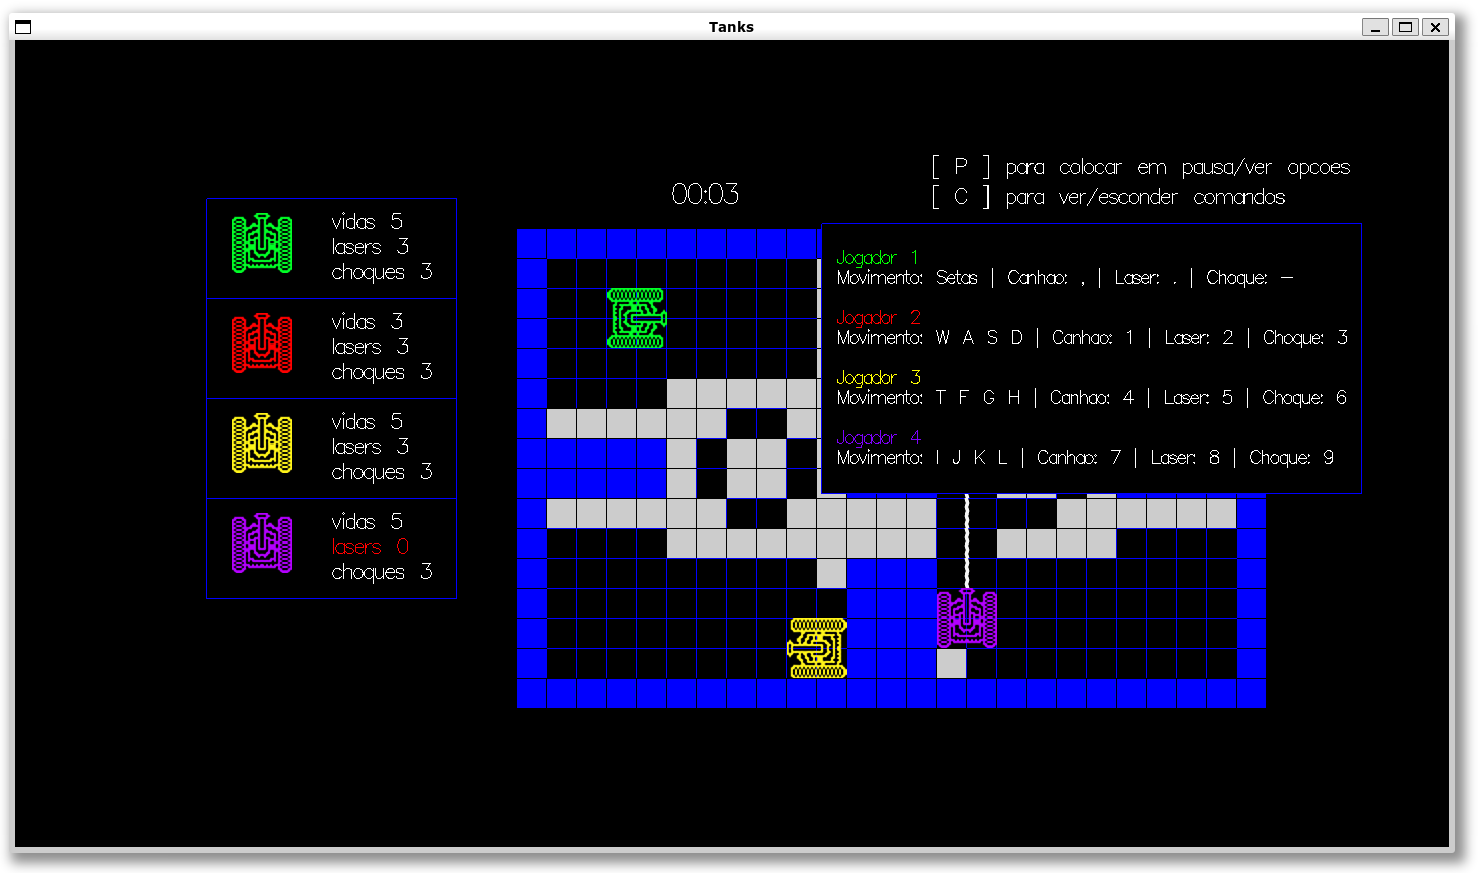 Tanks
[ P ] para colocar em pausa/ver opcoes
[ C ] para ver/esconder comandos
00:03
vidas 5
lasers 3
choques 3
vidas 3
lasers 3
choques 3
vidas 5
lasers 3
choques 3
vidas 5
lasers 0
choques 3
Jogador 1
Movimento: Setas | Canhao: , | Laser: . | Choque: –
Jogador 2
Movimento: W A S D | Canhao: 1 | Laser: 2 | Choque: 3
Jogador 3
Movimento: T F G H | Canhao: 4 | Laser: 5 | Choque: 6
Jogador 4
Movimento: I J K L | Canhao: 7 | Laser: 8 | Choque: 9